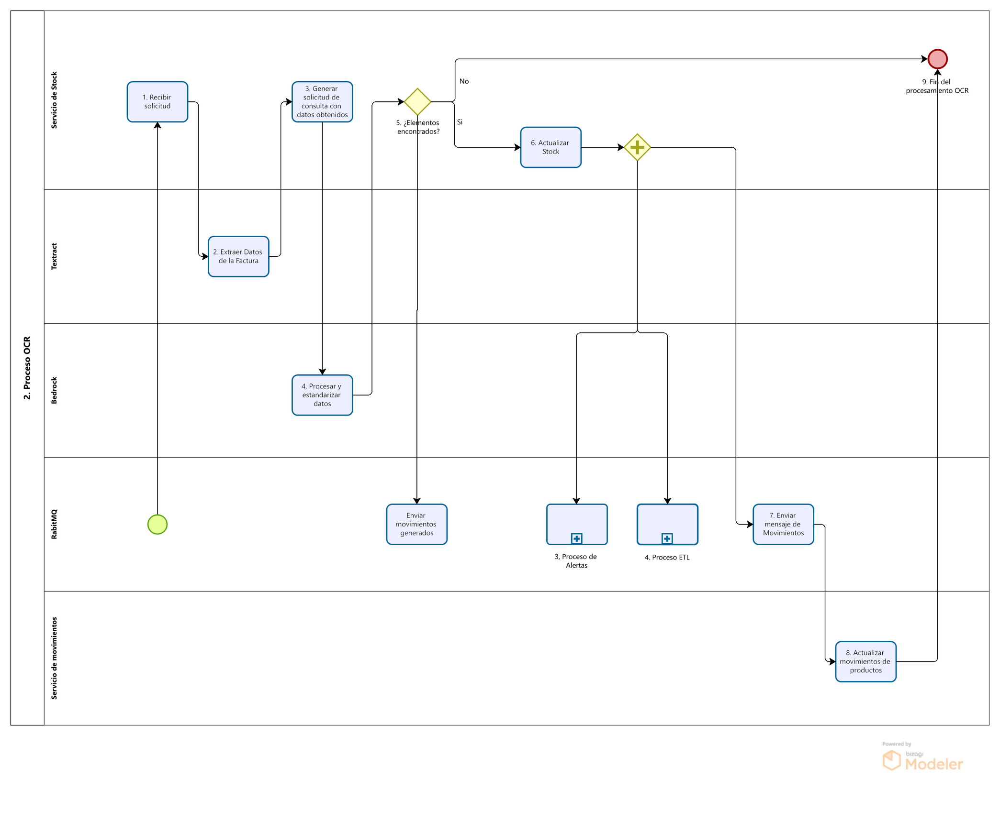 2. Proceso OCR
Servicio de Stock
1. Recibir
solicitud
3. Generar
solicitud de
consulta con
datos obtenidos
5. ¿Elementos
encontrados?
No
Si
6. Actualizar
Stock
9. Fin del
procesamiento OCR
Textract
2. Extraer Datos
de la Factura
Bedrock
4. Procesar y
estandarizar
datos
RabitMQ
Enviar
movimientos
generados
3, Proceso de
Alertas
4. Proceso ETL
7. Enviar
mensaje de
Movimientos
Servicio de movimientos
8. Actualizar
movimientos de
productos
Powered by
bizagi
Modeler